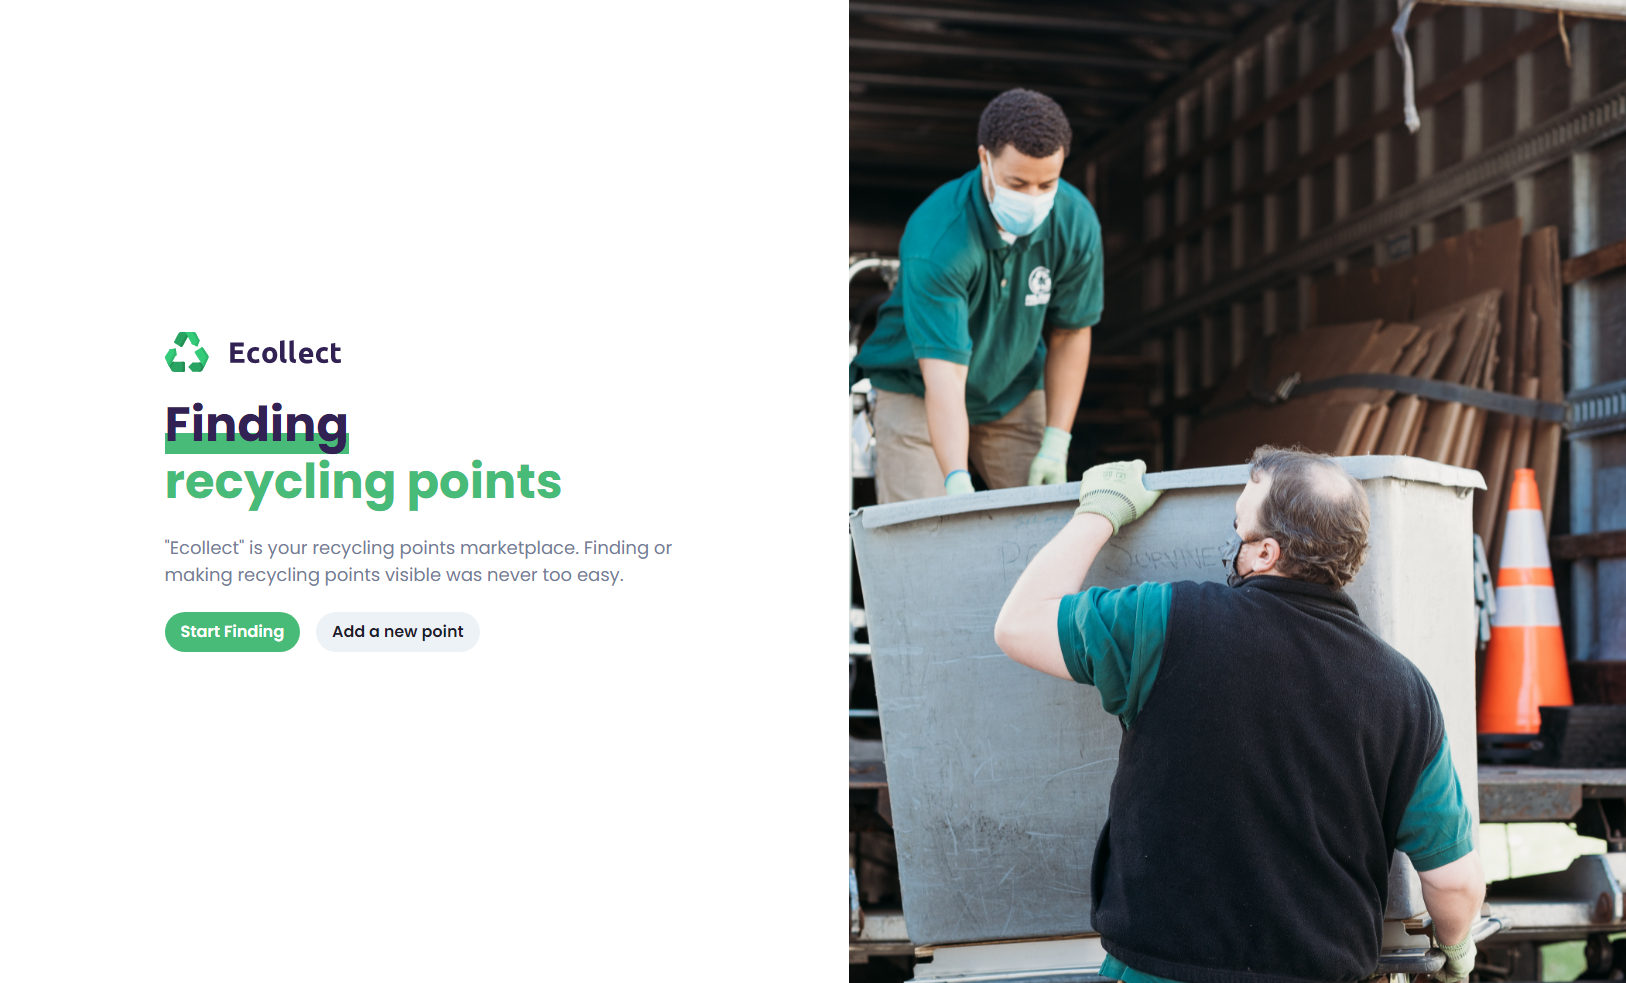 Ecollect
Finding
recycling points
"Ecollect" is your recycling points marketplace. Finding or
making recycling points visible was never too easy.
Start Finding
Add a new point